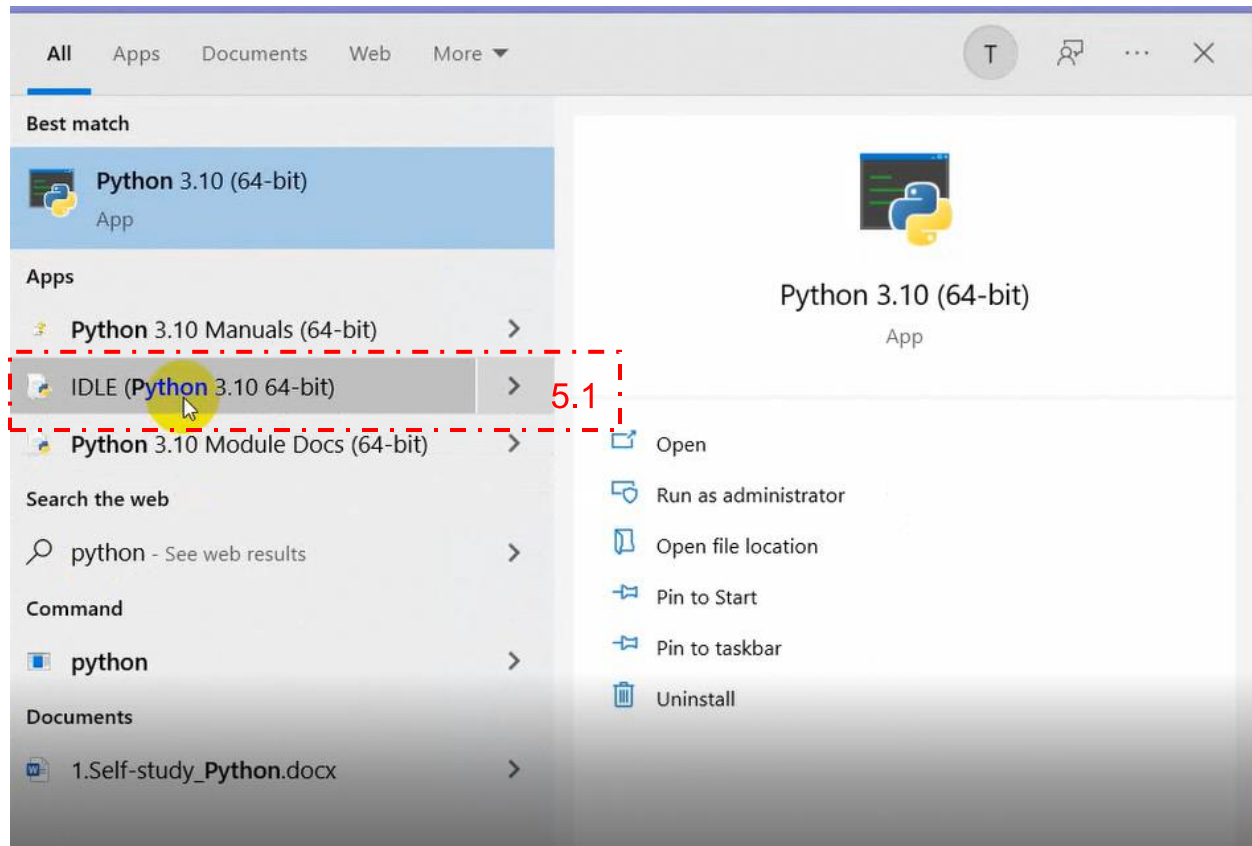 All Apps Documents Web More T ...
Best match
Python 3.10 (64-bit)
App
Apps
Python 3.10 Manuals (64-bit)
IDLE (Python 3.10 64-bit)
5.1
Python 3.10 Module Docs (64-bit)
Search the web
python - See web results
Command
python
Documents
1.Self-study_Python.docx
Python 3.10 (64-bit)
App
Open
Run as administrator
Open file location
Pin to Start
Pin to taskbar
Uninstall